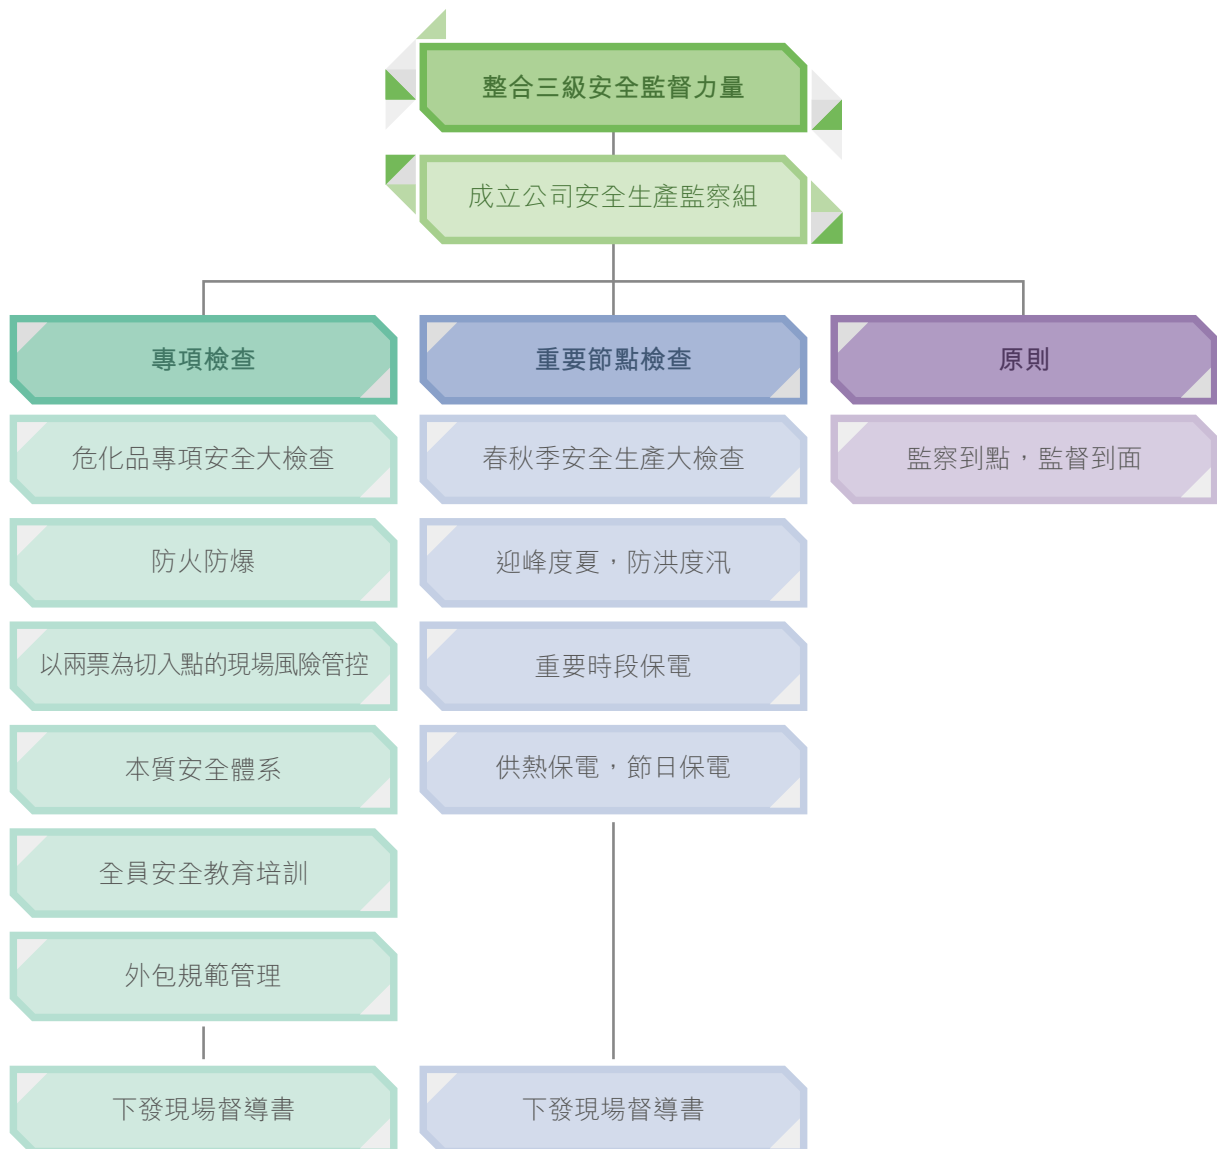 整合三級安全監督力量
成立公司安全生產監察組
專項檢查
危化品專項安全大檢查
防火防爆
以兩票為切入點的現場風險管控
本質安全體系
全員安全教育培訓
外包規範管理
下發現場督導書
重要節點檢查
春秋季安全生產大檢查
迎峰度夏，防洪度汛
重要時段保電
供熱保電，節日保電
下發現場督導書
原則
監察到點，監督到面